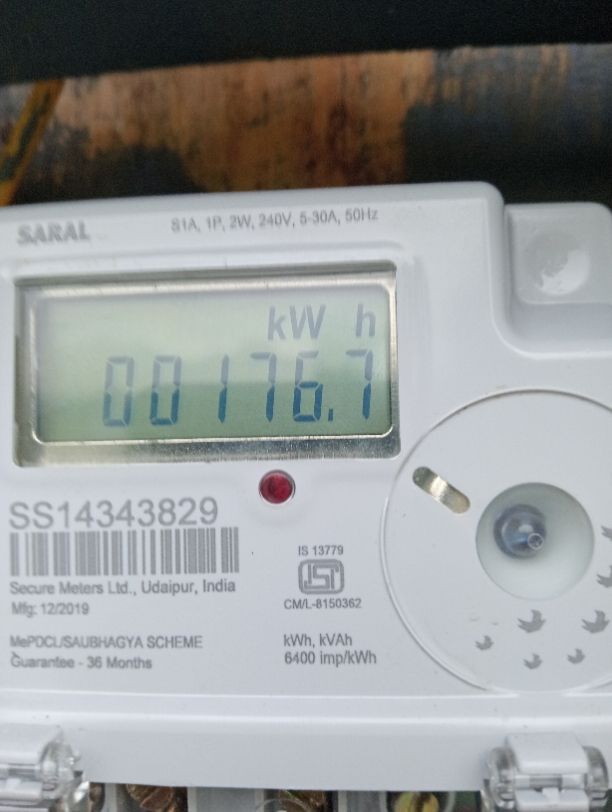 SARAL
S1A, 1P, 2W, 240V, 5-30A, 50Hz
kW h
00176.7
SS14343829
Secure Meters Ltd., Udaipur, India
Mfg: 12/2019
MePDCL/SAUBHAGYA SCHEME
Guarantee - 36 Months
IS 13779
ISI
CM/L-8150362
kWh, kVAh
6400 imp/kWh